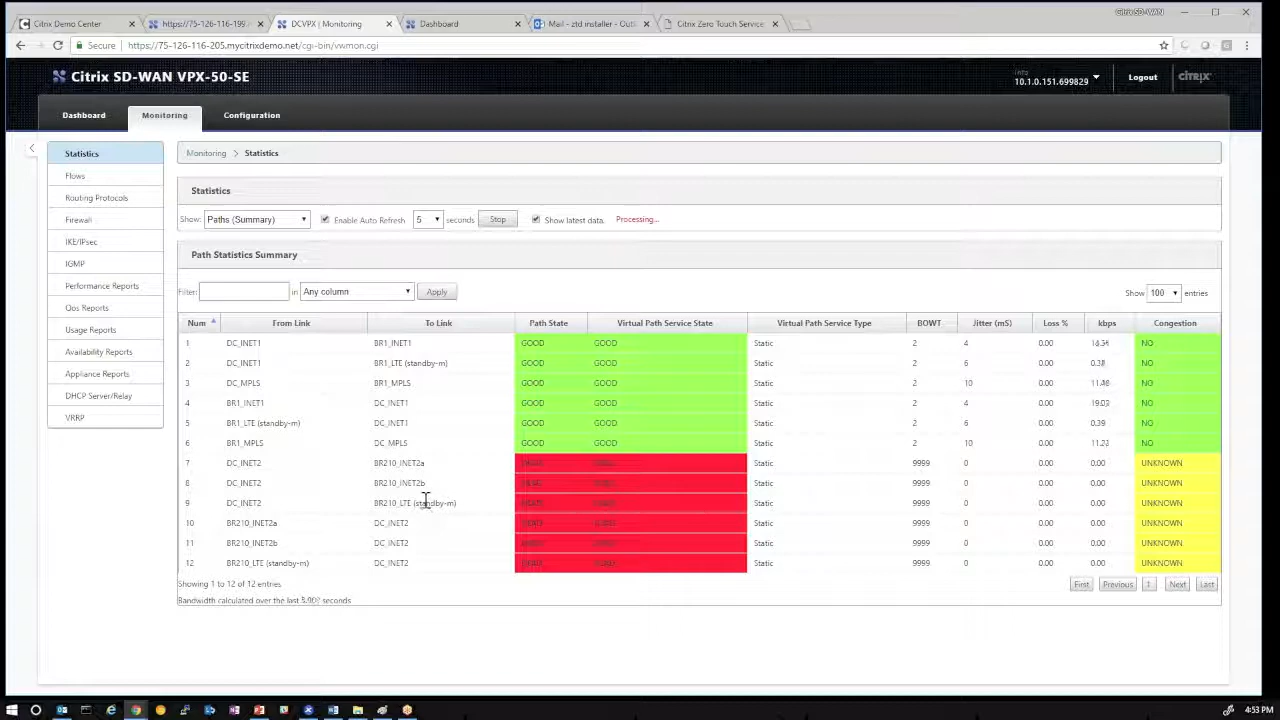 Citrix SD-WAN
Citrix Demo Center
https://75-126-116-199.
DCVPX | Monitoring
Dashboard
Mail - ztd installer - Outl
Citrix Zero Touch Service
Secure
https://75-126-116-205.mycitrixdemo.net/cgi-bin/vwmon.cgi
Citrix SD-WAN VPX-50-SE
10.1.0.151.699829
Logout
citrix
Dashboard
Monitoring
Configuration
Statistics
Flows
Routing Protocols
Firewall
IKE/IPsec
IGMP
Performance Reports
Qos Reports
Usage Reports
Availability Reports
Appliance Reports
DHCP Server/Relay
VRRP
Monitoring > Statistics
Statistics
Show: Paths (Summary) Enable Auto Refresh 5 seconds Stop Show latest data. Processing...
Path Statistics Summary
Filter: in Any column Apply Show 100 entries
Num From Link To Link Path State Virtual Path Service State Virtual Path Service Type BOWT Jitter (mS) Loss % kbps Congestion
1 DC_INET1 BR1_INET1 GOOD GOOD Static 2 4 0.00 NO
2 DC_INET1 BR1_LTE (standby-m) GOOD GOOD Static 2 6 0.00 NO
3 DC_MPLS BR1_MPLS GOOD GOOD Static 2 10 0.00 NO
4 BR1_INET1 DC_INET1 GOOD GOOD Static 2 4 0.00 NO
5 BR1_LTE (standby-m) DC_INET1 GOOD GOOD Static 2 6 0.00 0.39 NO
6 BR1_MPLS DC_MPLS GOOD GOOD Static 2 10 0.00 NO
7 DC_INET2 BR210_INET2a Static 9999 0 0.00 0.00 UNKNOWN
8 DC_INET2 BR210_INET2b Static 9999 0 0.00 0.00 UNKNOWN
9 DC_INET2 BR210_LTE (standby-m) Static 9999 0 0.00 0.00 UNKNOWN
10 BR210_INET2a DC_INET2 Static 9999 0 0.00 0.00 UNKNOWN
11 BR210_INET2b DC_INET2 Static 9999 0 0.00 0.00 UNKNOWN
12 BR210_LTE (standby-m) DC_INET2 Static 9999 0 0.00 0.00 UNKNOWN
Showing 1 to 12 of 12 entries
First Previous 1 Next Last
Bandwidth calculated over the last seconds
4:53 PM